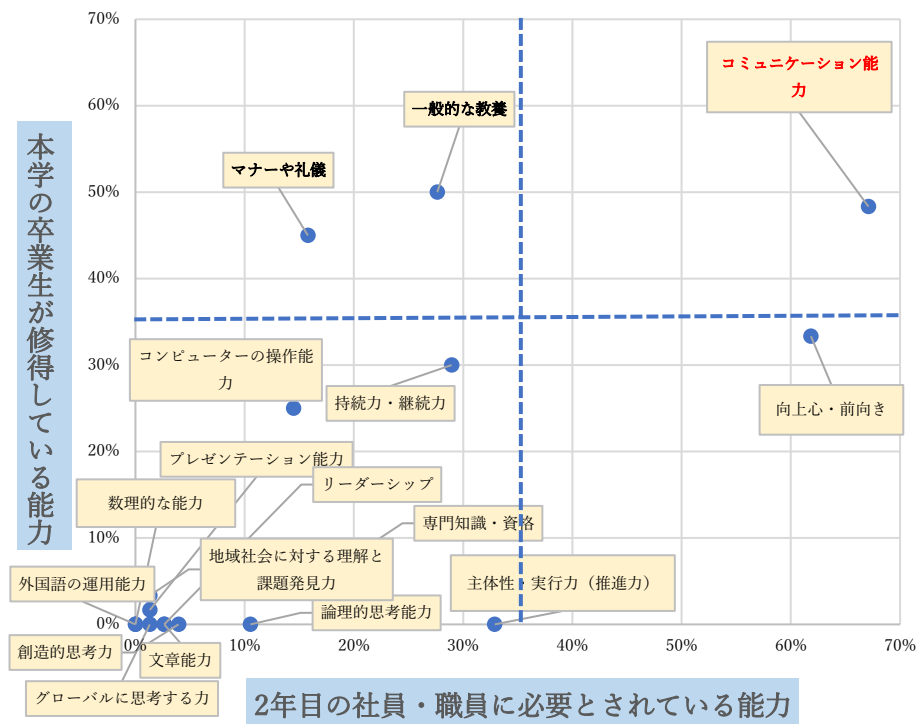 70%
60%
50%
40%
30%
20%
10%
0%
本学の卒業生が修得している能力
コミュニケーション能
力
一般的な教養
マナーや礼儀
コンピューターの操作能
力
持続力・継続力
向上心・前向き
プレゼンテーション能力
リーダーシップ
数理的な能力
専門知識・資格
地域社会に対する理解と
課題発見力
外国語の運用能力
主体性・実行力（推進力）
論理的思考能力
創造的思考力
文章能力
グローバルに思考する力
0%
10%
20%
30%
40%
50%
60%
70%
2年目の社員・職員に必要とされている能力